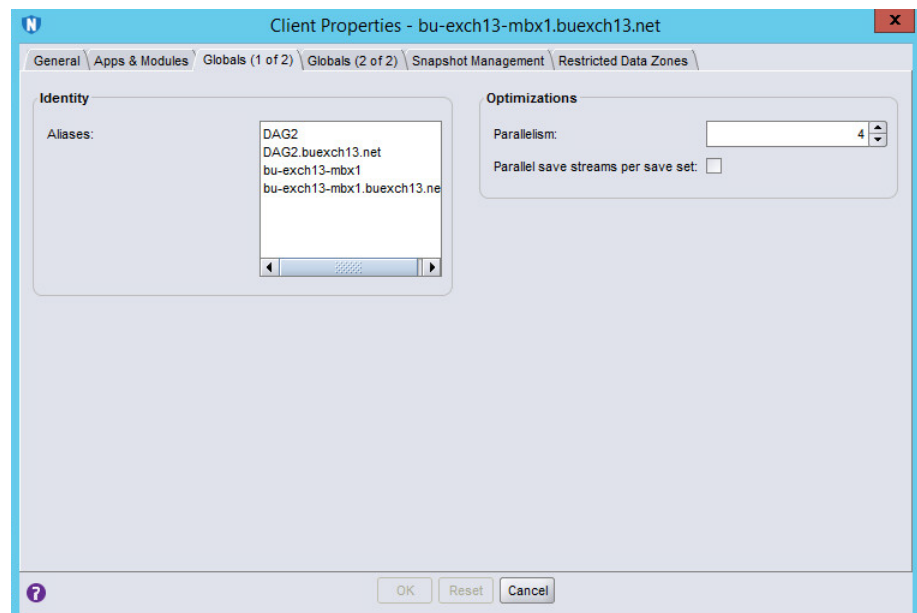 Client Properties - bu-exch13-mbx1.buexch13.net
x
General
Apps & Modules
Globals (1 of 2)
Globals (2 of 2)
Snapshot Management
Restricted Data Zones
Identity
Aliases:
DAG2
DAG2.buexch13.net
bu-exch13-mbx1
bu-exch13-mbx1.buexch13.ne
Optimizations
Parallelism:
4
Parallel save streams per save set:
?
OK
Reset
Cancel